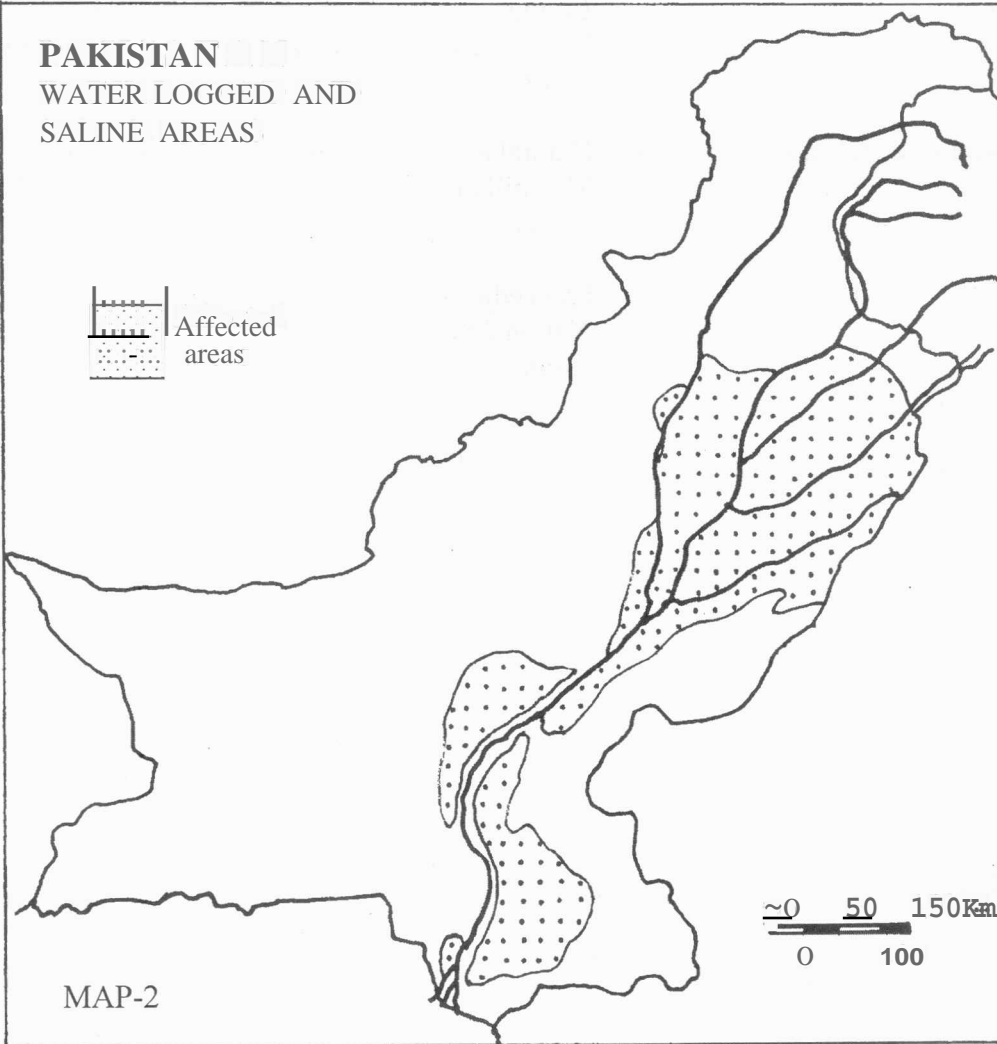 PAKISTAN
WATER LOGGED AND
SALINE AREAS
Affected
areas
~0 50 150Km
0 100
MAP-2